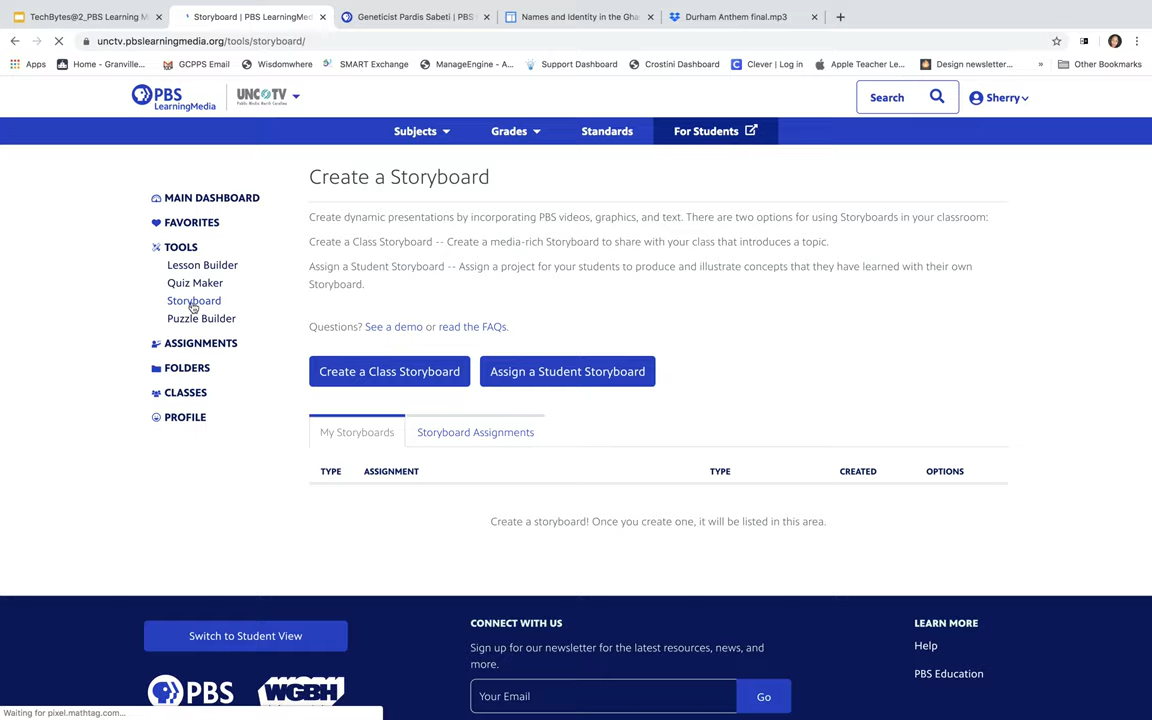 TechBytes@2_PBS Learning M
Storyboard | PBS LearningMed
Geneticist Pardis Sabeti | PBS
Names and Identity in the Gha
Durham Anthem final.mp3
unctv.pbslearningmedia.org/tools/storyboard/
Apps
Home - Granville...
GCPPS Email
Wisdomwhere
SMART Exchange
ManageEngine - A...
Support Dashboard
Crostini Dashboard
Clever | Log in
Apple Teacher Le...
Design newsletter...
»
Other Bookmarks
PBS
LearningMedia
UNC TV
Public Media North Carolina
Search
Sherry
Subjects
Grades
Standards
For Students
MAIN DASHBOARD
FAVORITES
TOOLS
Lesson Builder
Quiz Maker
Storyboard
Puzzle Builder
ASSIGNMENTS
FOLDERS
CLASSES
PROFILE
Create a Storyboard
Create dynamic presentations by incorporating PBS videos, graphics, and text. There are two options for using Storyboards in your classroom:
Create a Class Storyboard -- Create a media-rich Storyboard to share with your class that introduces a topic.
Assign a Student Storyboard -- Assign a project for your students to produce and illustrate concepts that they have learned with their own
Storyboard.
Questions? See a demo or read the FAQs.
Create a Class Storyboard
Assign a Student Storyboard
My Storyboards
Storyboard Assignments
TYPE ASSIGNMENT TYPE CREATED OPTIONS
Create a storyboard! Once you create one, it will be listed in this area.
Switch to Student View
PBS
WGBH
CONNECT WITH US
Sign up for our newsletter for the latest resources, news, and
more.
Your Email
Go
LEARN MORE
Help
PBS Education
Waiting for pixel.mathtag.com...